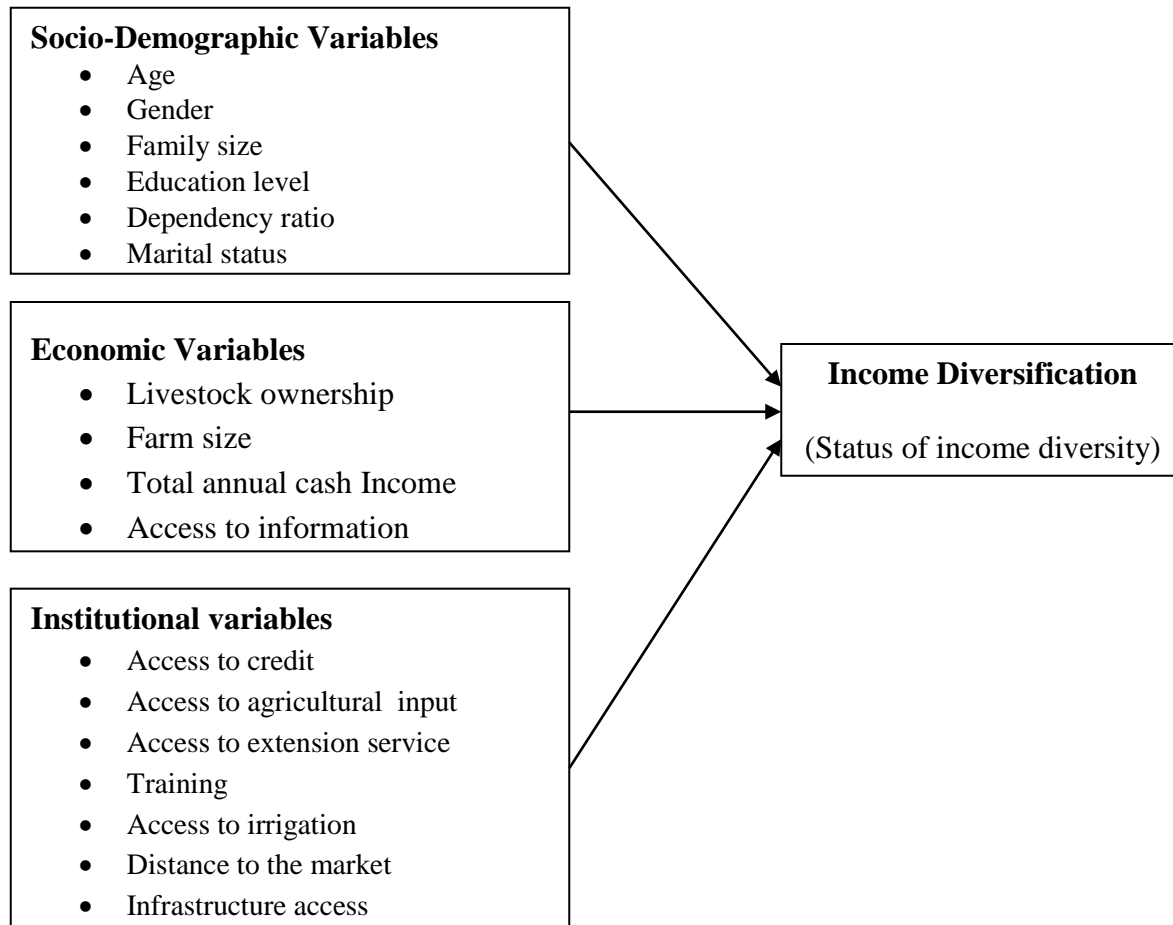 Socio-Demographic Variables
• Age
• Gender
• Family size
• Education level
• Dependency ratio
• Marital status
Economic Variables
• Livestock ownership
• Farm size
• Total annual cash Income
• Access to information
Institutional variables
• Access to credit
• Access to agricultural  input
• Access to extension service
• Training
• Access to irrigation
• Distance to the market
• Infrastructure access
Income Diversification
(Status of income diversity)